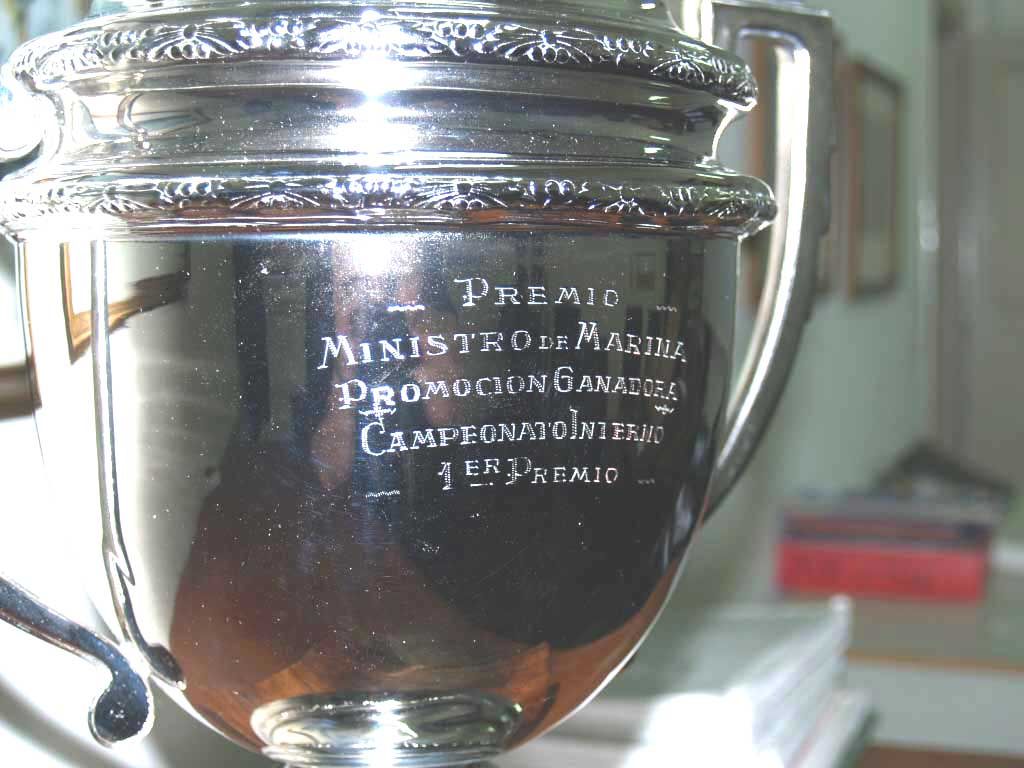 PREMIO
MINISTRO DE MARINA
PROMOCION GANADORA
CAMPEONATO INTERNO
1ER PREMIO